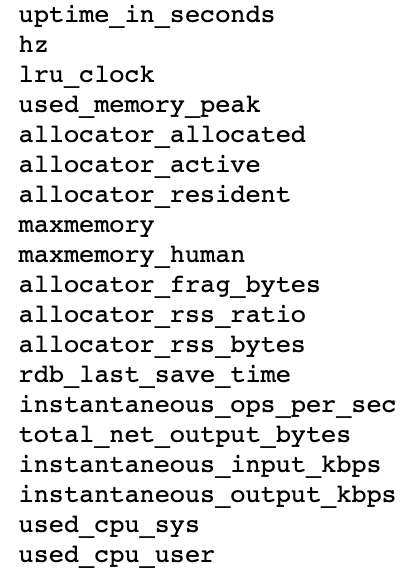 uptime_in_seconds
hz
lru_clock
used_memory_peak
allocator_allocated
allocator_active
allocator_resident
maxmemory
maxmemory_human
allocator_frag_bytes
allocator_rss_ratio
allocator_rss_bytes
rdb_last_save_time
instantaneous_ops_per_sec
total_net_output_bytes
instantaneous_input_kbps
instantaneous_output_kbps
used_cpu_sys
used_cpu_user